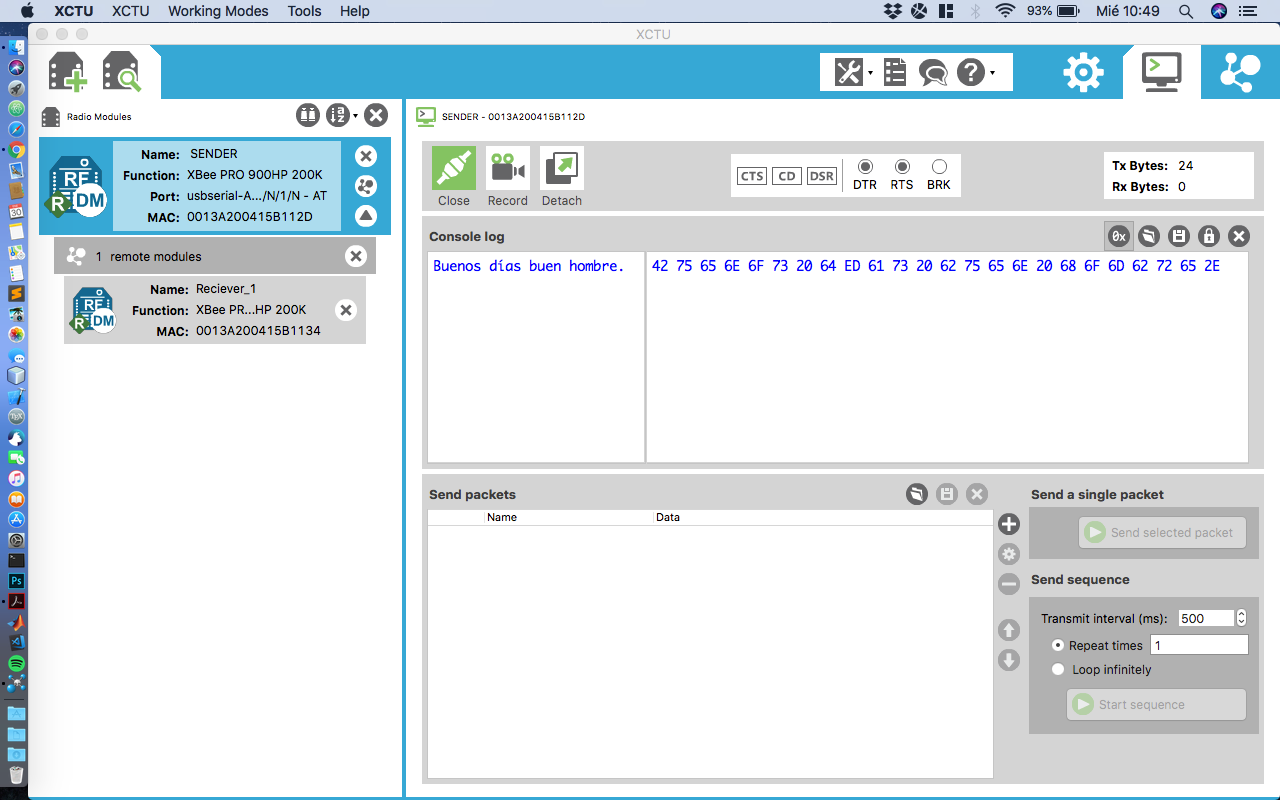 XCTU XCTU Working Modes Tools Help 93% Mié 10:49
XCTU
Radio Modules
Name: SENDER
Function: XBee PRO 900HP 200K
Port: usbserial-A.../N/1/N - AT
MAC: 0013A200415B112D
1 remote modules
Name: Reciever_1
Function: XBee PR...HP 200K
MAC: 0013A200415B1134
SENDER - 0013A200415B112D
Close Record Detach
CTS CD DSR DTR RTS BRK
Tx Bytes: 24
Rx Bytes: 0
Console log
0x
Buenos días buen hombre. 42 75 65 6E 6F 73 20 64 ED 61 73 20 62 75 65 6E 20 68 6F 6D 62 72 65 2E
Send packets
Name Data
Send a single packet
Send selected packet
Send sequence
Transmit interval (ms): 500
Repeat times 1
Loop infinitely
Start sequence